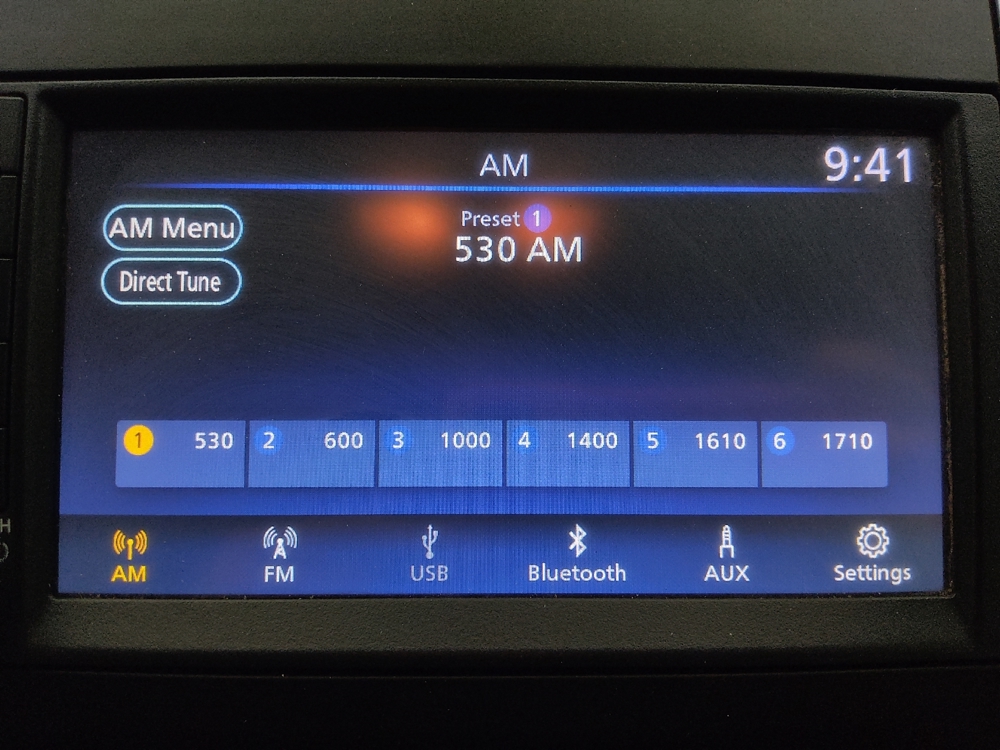 AM
9:41
AM Menu
Preset 1
530 AM
Direct Tune
1 530 2 600 3 1000 4 1400 5 1610 6 1710
AM FM USB Bluetooth AUX Settings
H